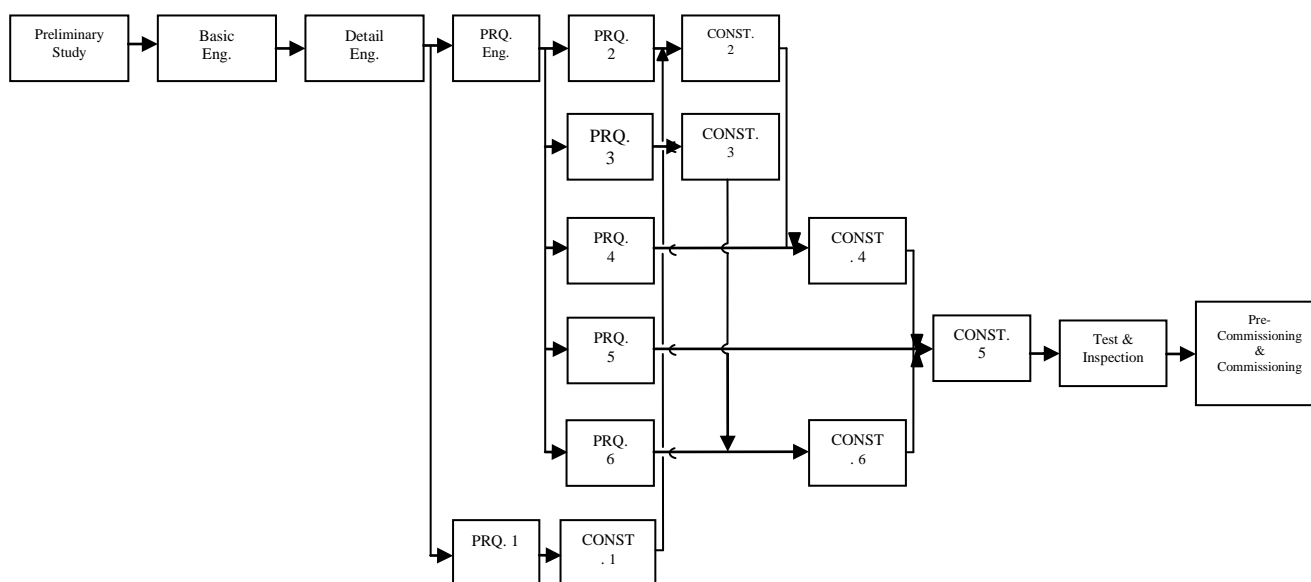 Preliminary
Study
Basic
Eng.
Detail
Eng.
PRQ.
Eng.
PRQ.
2
CONST.
2
PRQ.
3
CONST.
3
PRQ.
4
CONST
. 4
PRQ.
5
CONST.
5
Test &
Inspection
Pre-
Commissioning
&
Commissioning
PRQ.
6
CONST
. 6
PRQ. 1
CONST
. 1